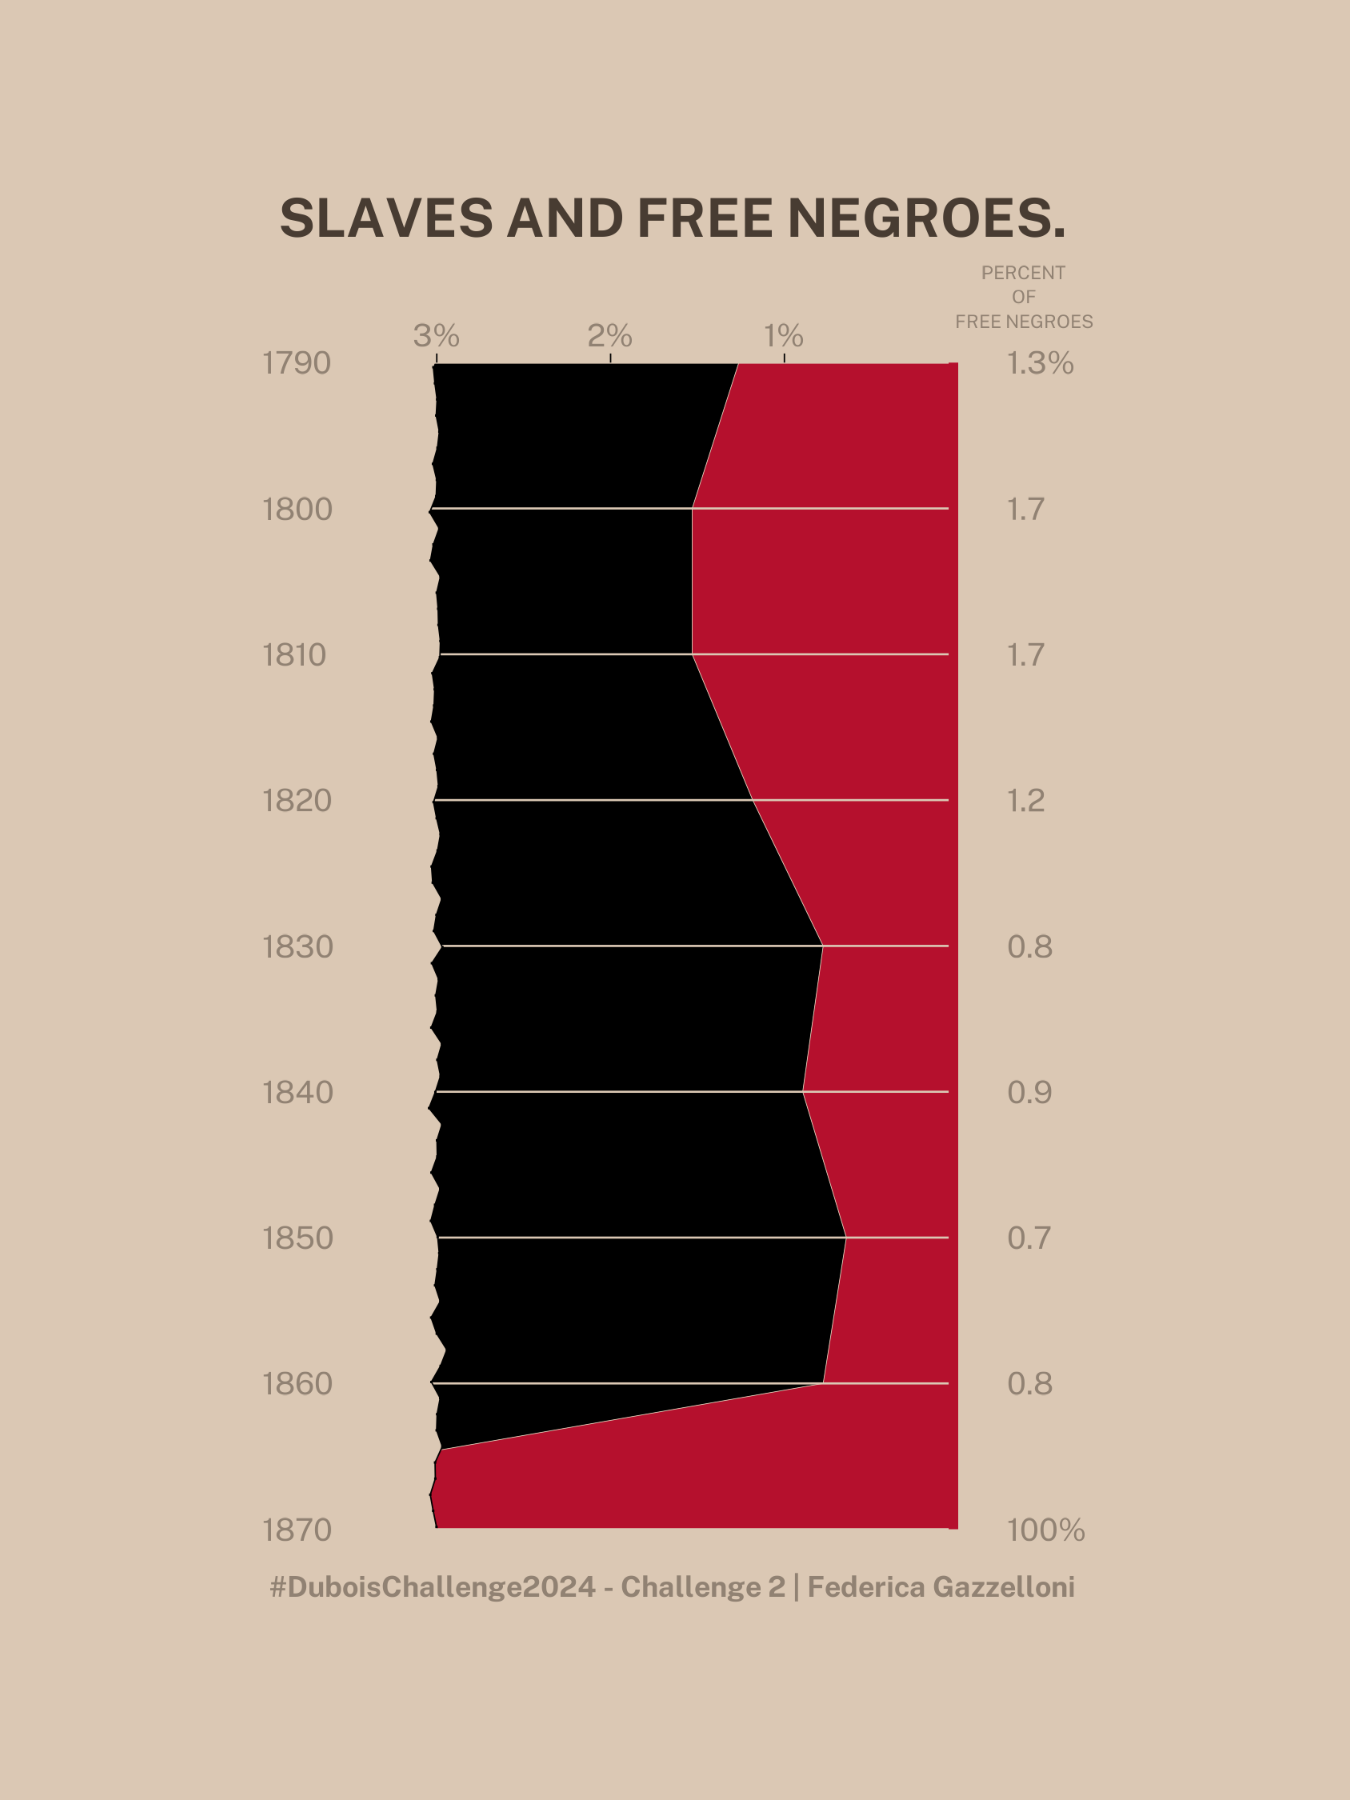 SLAVES AND FREE NEGROES.
PERCENT
OF
FREE NEGROES
3% 2% 1%
1790 1.3%
1800 1.7
1810 1.7
1820 1.2
1830 0.8
1840 0.9
1850 0.7
1860 0.8
1870 100%
#DuboisChallenge2024 - Challenge 2 | Federica Gazzelloni